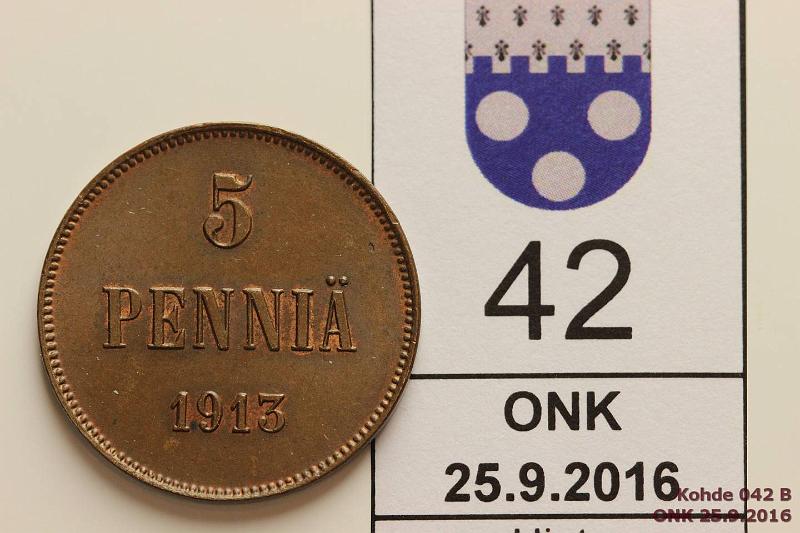 5
PENNIÄ
1913
42
ONK
25.9.2016
Kohde 042 B
ONK 25.9.2016